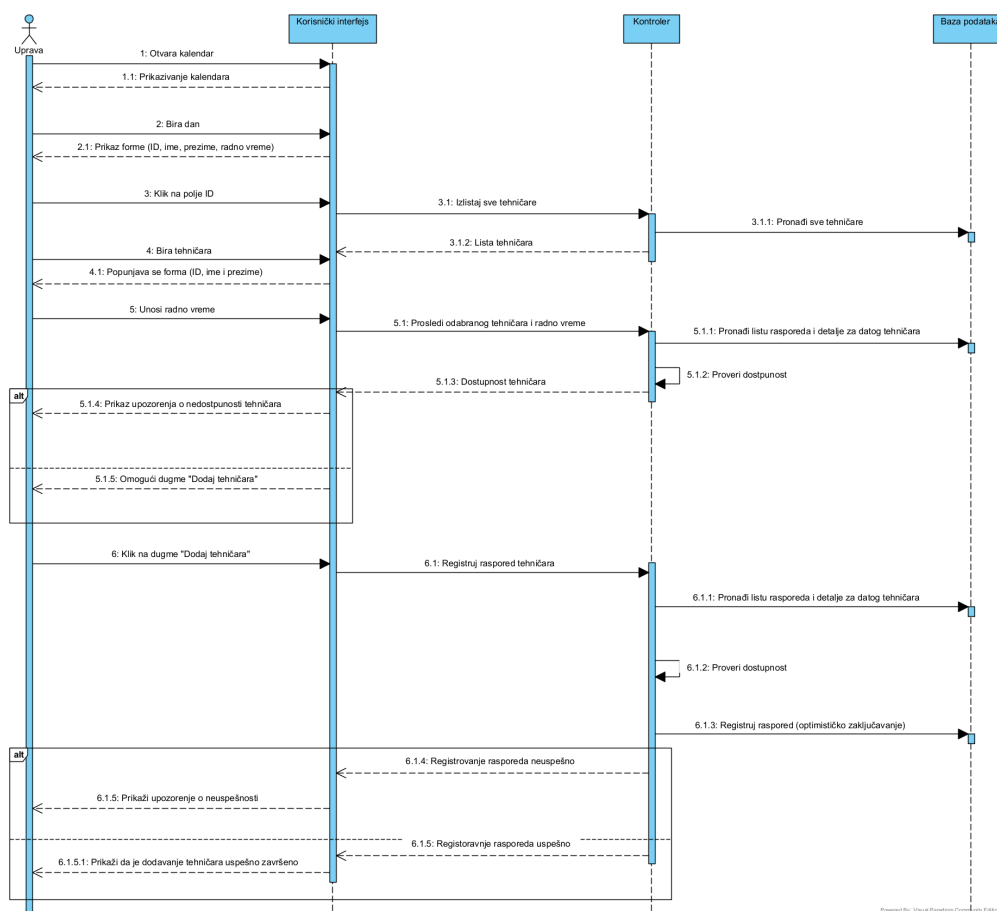 Uprava
Korisnički interfejs
Kontroler
Baza podataka
1: Otvara kalendar
1.1: Prikazivanje kalendara
2: Bira dan
2.1: Prikaz forme (ID, ime, prezime, radno vreme)
3: Klik na polje ID
3.1: Izlistaj sve tehničare
3.1.1: Pronađi sve tehničare
3.1.2: Lista tehničara
4: Bira tehničara
4.1: Popunjava se forma (ID, ime i prezime)
5: Unosi radno vreme
5.1: Prosledi odabranog tehničara i radno vreme
5.1.1: Pronađi listu rasporeda i detalje za datog tehničara
5.1.2: Proveri dostpunost
5.1.3: Dostupnost tehničara
alt
5.1.4: Prikaz upozorenja o nedostpunosti tehničara
5.1.5: Omogući dugme "Dodaj tehničara"
6: Klik na dugme "Dodaj tehničara"
6.1: Registruj raspored tehničara
6.1.1: Pronađi listu rasporeda i detalje za datog tehničara
6.1.2: Proveri dostupnost
6.1.3: Registruj raspored (optimističko zaključavanje)
alt
6.1.4: Registrovanje rasporeda neuspešno
6.1.5: Prikaži upozorenje o neuspešnosti
6.1.5: Registoravnje rasporeda uspešno
6.1.5.1: Prikaži da je dodavanje tehničara uspešno završeno
Powered By: Visual Paradigm Community Edition